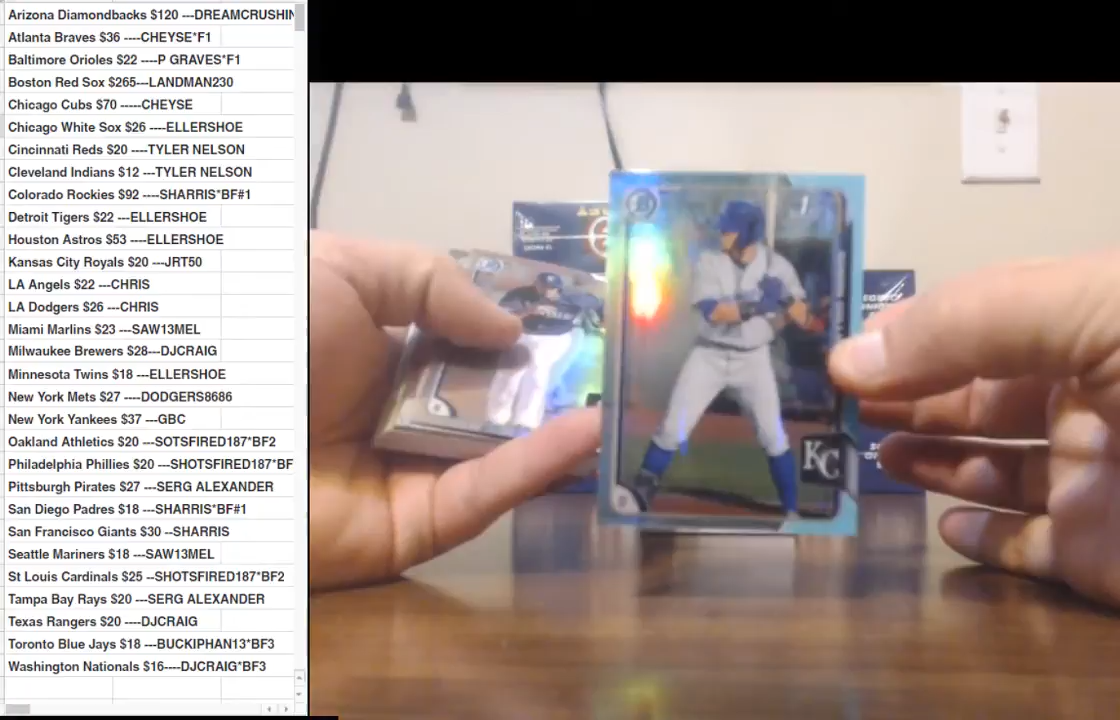 Arizona Diamondbacks $120 ---DREAMCRUSHIN
Atlanta Braves $36 ----CHEYSE*F1
Baltimore Orioles $22 ----P GRAVES*F1
Boston Red Sox $265---LANDMAN230
Chicago Cubs $70 -----CHEYSE
Chicago White Sox $26 ----ELLERSHOE
Cincinnati Reds $20 ----TYLER NELSON
Cleveland Indians $12 ---TYLER NELSON
Colorado Rockies $92 ----SHARRIS*BF#1
Detroit Tigers $22 ---ELLERSHOE
Houston Astros $53 ----ELLERSHOE
Kansas City Royals $20 ---JRT50
LA Angels $22 ---CHRIS
LA Dodgers $26 ---CHRIS
Miami Marlins $23 ---SAW13MEL
Milwaukee Brewers $28---DJCRAIG
Minnesota Twins $18 ---ELLERSHOE
New York Mets $27 ----DODGERS8686
New York Yankees $37 ---GBC
Oakland Athletics $20 ---SOTSFIRED187*BF2
Philadelphia Phillies $20 ---SHOTSFIRED187*BF
Pittsburgh Pirates $27 ---SERG ALEXANDER
San Diego Padres $18 ---SHARRIS*BF#1
San Francisco Giants $30 --SHARRIS
Seattle Mariners $18 ---SAW13MEL
St Louis Cardinals $25 --SHOTSFIRED187*BF2
Tampa Bay Rays $20 ---SERG ALEXANDER
Texas Rangers $20 ----DJCRAIG
Toronto Blue Jays $18 ---BUCKIPHAN13*BF3
Washington Nationals $16----DJCRAIG*BF3
KC